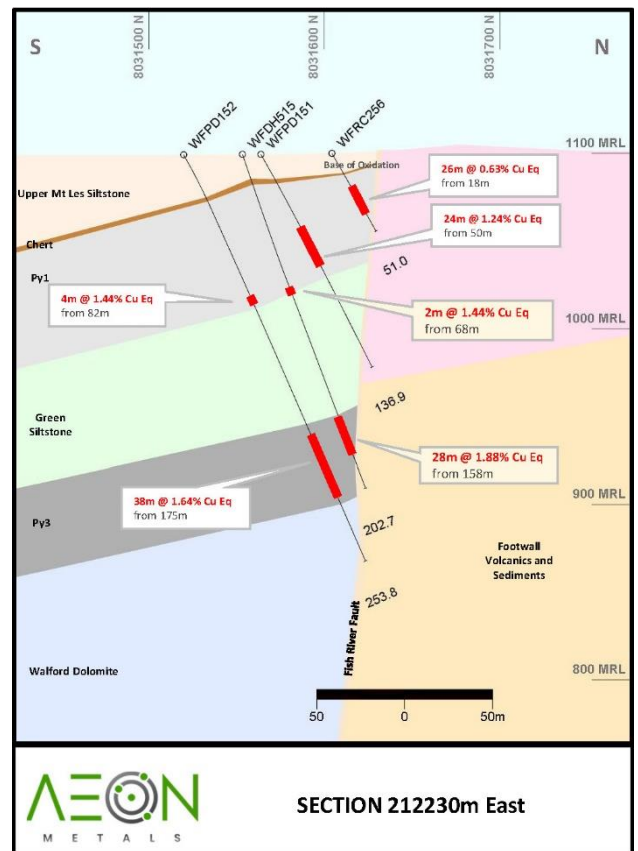 S
8031500 N
8031600 N
8031700 N
N
WFPD152
WFDH515
WFPD151
WFRC256
1100 MRL
Base of Oxidation
26m @ 0.63% Cu Eq
from 18m
Upper Mt Les Siltstone
24m @ 1.24% Cu Eq
from 50m
Chert
Py1
51.0
4m @ 1.44% Cu Eq
from 82m
2m @ 1.44% Cu Eq
from 68m
1000 MRL
136.9
Green
Siltstone
28m @ 1.88% Cu Eq
from 158m
38m @ 1.64% Cu Eq
from 175m
900 MRL
Py3
202.7
Footwall
Volcanics and
Sediments
253.8
Fish River Fault
Walford Dolomite
800 MRL
50
0
50m
AEON
METALS
SECTION 212230m East